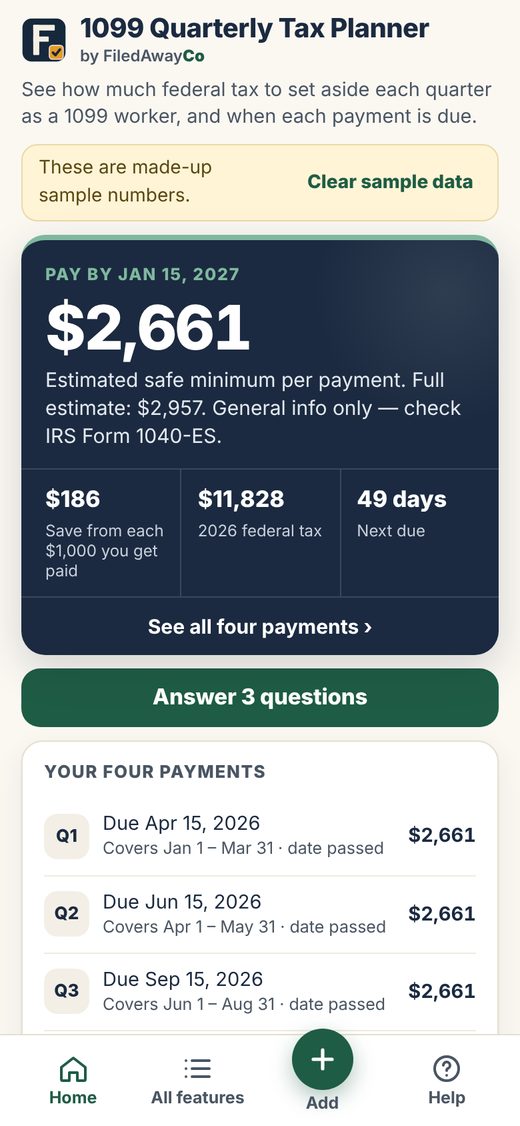 1099 Quarterly Tax Planner
by FiledAwayCo
See how much federal tax to set aside each quarter
as a 1099 worker, and when each payment is due.
These are made-up
sample numbers.
Clear sample data
PAY BY JAN 15, 2027
$2,661
Estimated safe minimum per payment. Full
estimate: $2,957. General info only — check
IRS Form 1040-ES.
$186
Save from each
$1,000 you get
paid
$11,828
2026 federal tax
49 days
Next due
See all four payments ›
Answer 3 questions
YOUR FOUR PAYMENTS
Q1
Due Apr 15, 2026
Covers Jan 1 – Mar 31 · date passed
$2,661
Q2
Due Jun 15, 2026
Covers Apr 1 – May 31 · date passed
$2,661
Q3
Due Sep 15, 2026
Covers Jun 1 – Aug 31 · date passed
$2,661
Home
All features
Add
Help